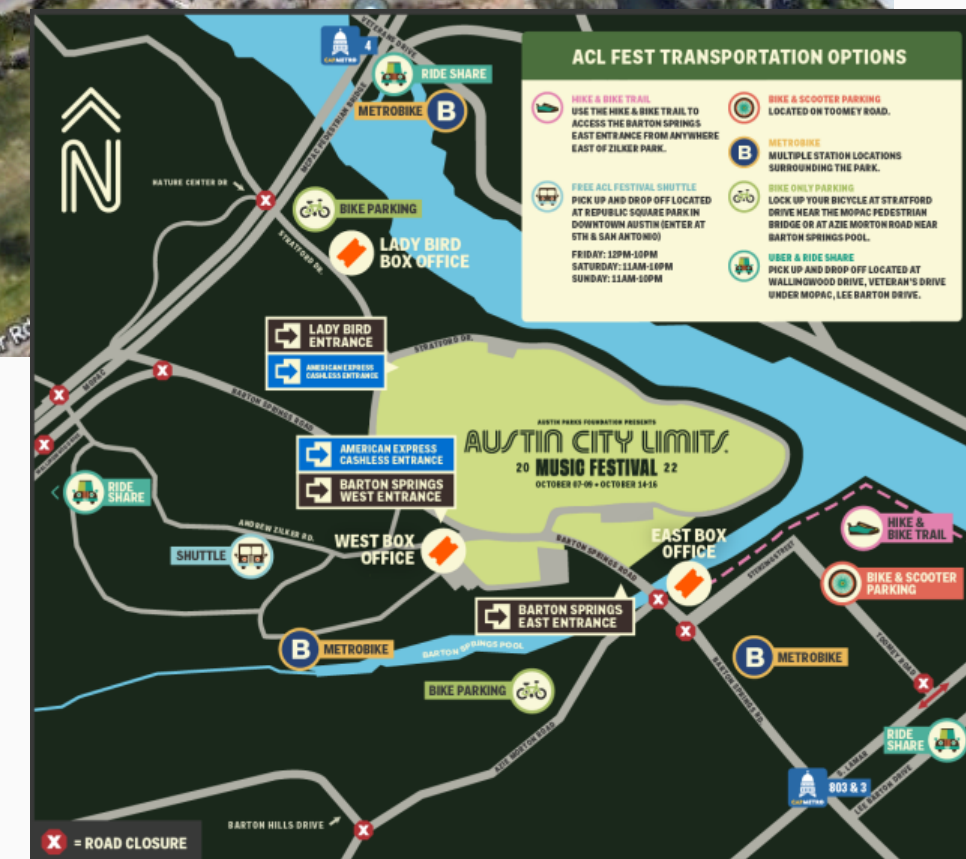 VETERANS DRIVE
CAPMETRO
4
RIDE SHARE
METROBIKE
B
MOPAC PEDESTRIAN BRIDGE
N
NATURE CENTER DR
X
BIKE PARKING
LADY BIRD
BOX OFFICE
STRATFORD DR.
ACL FEST TRANSPORTATION OPTIONS
HIKE & BIKE TRAIL
USE THE HIKE & BIKE TRAIL TO
ACCESS THE BARTON SPRINGS
EAST ENTRANCE FROM ANYWHERE
EAST OF ZILKER PARK.
FREE ACL FESTIVAL SHUTTLE
PICK UP AND DROP OFF LOCATED
AT REPUBLIC SQUARE PARK IN
DOWNTOWN AUSTIN (ENTER AT
5TH & SAN ANTONIO)
FRIDAY: 12PM-10PM
SATURDAY: 11AM-10PM
SUNDAY: 11AM-10PM
BIKE & SCOOTER PARKING
LOCATED ON TOOMEY ROAD.
B
METROBIKE
MULTIPLE STATION LOCATIONS
SURROUNDING THE PARK.
BIKE ONLY PARKING
LOCK UP YOUR BICYCLE AT STRATFORD
DRIVE NEAR THE MOPAC PEDESTRIAN
BRIDGE OR AT AZIE MORTON ROAD NEAR
BARTON SPRINGS POOL.
UBER & RIDE SHARE
PICK UP AND DROP OFF LOCATED AT
WALLINGWOOD DRIVE, VETERAN'S DRIVE
UNDER MOPAC, LEE BARTON DRIVE.
LADY BIRD
ENTRANCE
AMERICAN EXPRESS
CASHLESS ENTRANCE
STRATFORD DR.
MOPAC
X
X
X
BARTON SPRINGS ROAD
AUSTIN PARKS FOUNDATION PRESENTS
AUSTIN CITY LIMITS
20 MUSIC FESTIVAL 22
OCTOBER 07-09 • OCTOBER 14-16
AMERICAN EXPRESS
CASHLESS ENTRANCE
BARTON SPRINGS
WEST ENTRANCE
RIDE
SHARE
ANDREW ZILKER RD.
SHUTTLE
WEST BOX
OFFICE
EAST BOX
OFFICE
BARTON SPRINGS ROAD
HIKE &
BIKE TRAIL
BIKE & SCOOTER
PARKING
BARTON SPRINGS
EAST ENTRANCE
X
X
B
METROBIKE
BARTON SPRINGS POOL
B
METROBIKE
BARTON SPRINGS RD.
TOOMEY ROAD
X
BIKE PARKING
AZIE MORTON ROAD
RIDE
SHARE
S. LAMAR
LEE BARTON DRIVE
CAPMETRO
803 & 3
BARTON HILLS DRIVE
X
X = ROAD CLOSURE